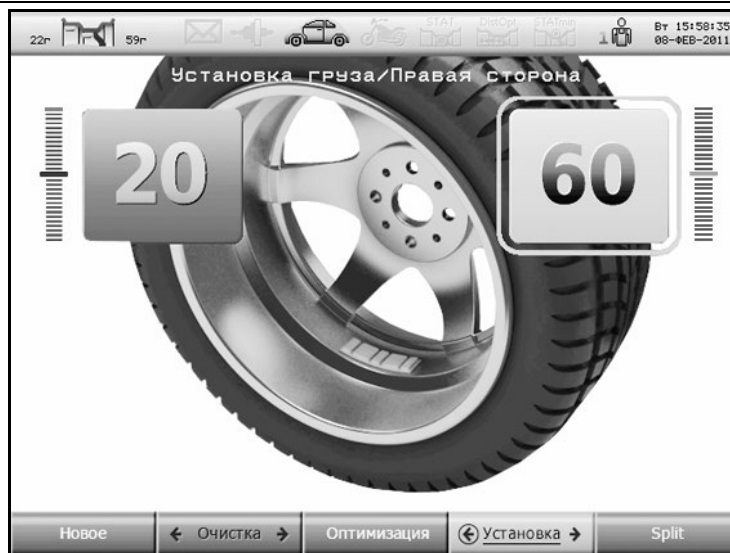 22г 59г STAT. DistOpt STATmin 1 Вт 15:58:35
08-ФЕВ-2011
Установка груза/Правая сторона
20 60
Новое Очистка Оптимизация Установка Split